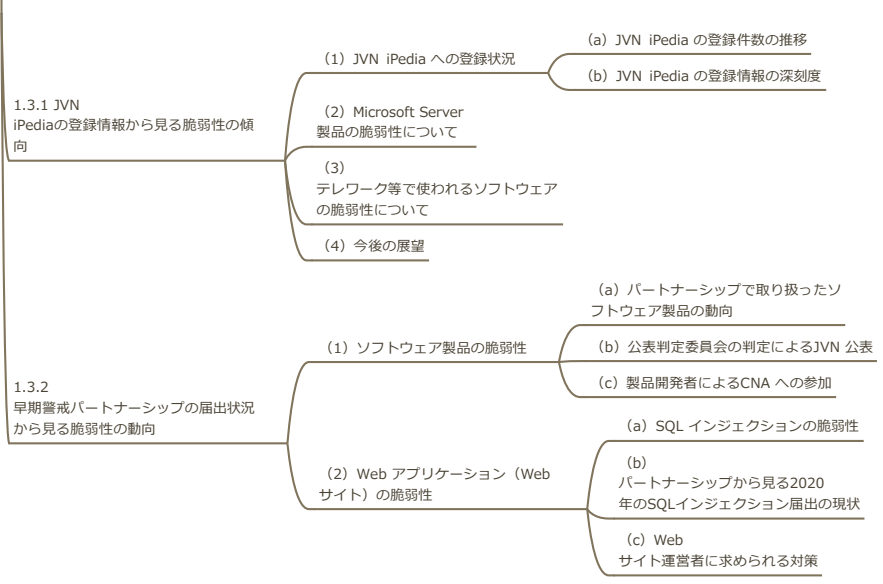 1.3.1 JVN
iPediaの登録情報から見る脆弱性の傾
向
（1）JVN iPedia への登録状況
（a）JVN iPedia の登録件数の推移
（b）JVN iPedia の登録情報の深刻度
（2）Microsoft Server
製品の脆弱性について
（3）
テレワーク等で使われるソフトウェア
の脆弱性について
（4）今後の展望
1.3.2
早期警戒パートナーシップの届出状況
から見る脆弱性の動向
（1）ソフトウェア製品の脆弱性
（a）パートナーシップで取り扱ったソ
フトウェア製品の動向
（b）公表判定委員会の判定によるJVN 公表
（c）製品開発者によるCNA への参加
（2）Web アプリケーション（Web
サイト）の脆弱性
（a）SQL インジェクションの脆弱性
（b）
パートナーシップから見る2020
年のSQLインジェクション届出の現状
（c）Web
サイト運営者に求められる対策